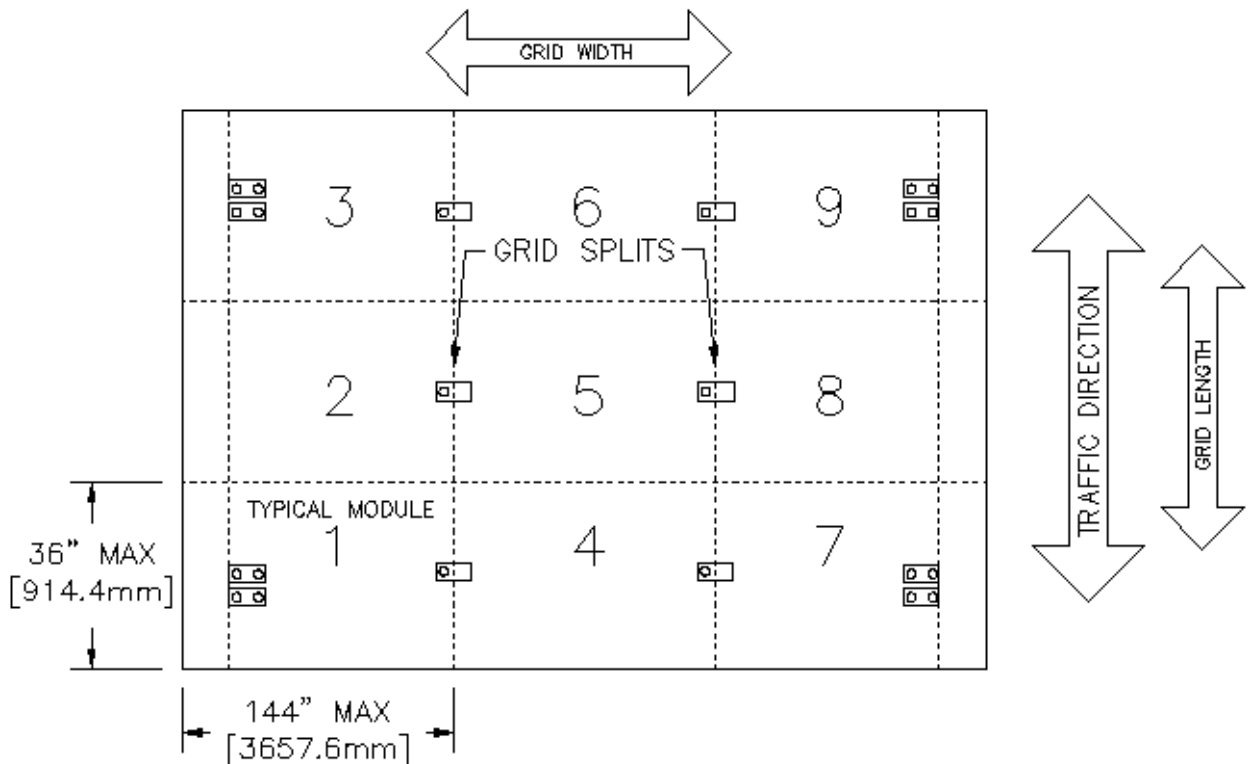 GRID WIDTH
3
6
9
GRID SPLITS
2
5
8
TYPICAL MODULE
1
4
7
TRAFFIC DIRECTION
GRID LENGTH
36” MAX
[914.4mm]
144” MAX
[3657.6mm]